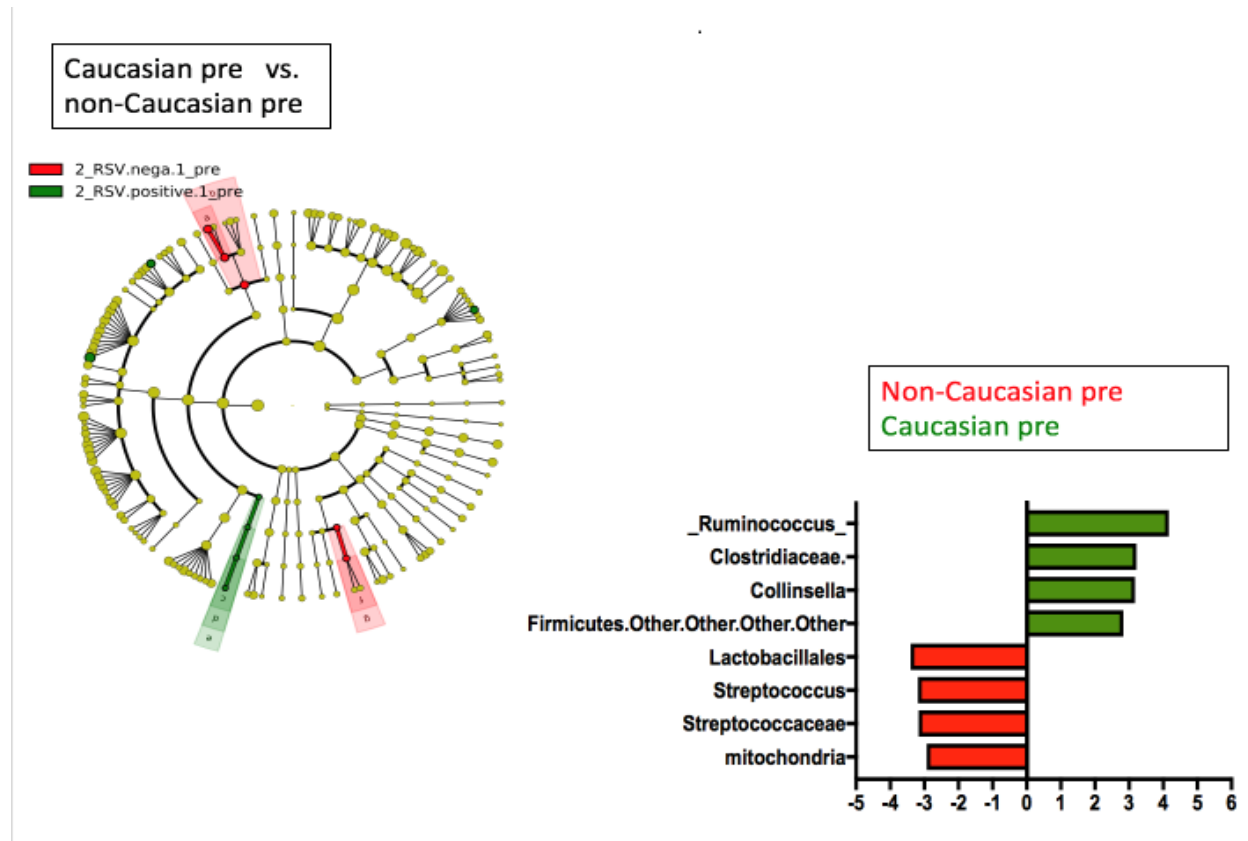 Caucasian pre vs.
non-Caucasian pre
2_RSV.nega.1_pre
2_RSV.positive.1_pre
a
c
d
e
f
g
Non-Caucasian pre
Caucasian pre
_Ruminococcus_
Clostridiaceae.
Collinsella
Firmicutes.Other.Other.Other.Other
Lactobacillales
Streptococcus
Streptococcaceae
mitochondria
-5 -4 -3 -2 -1 0 1 2 3 4 5 6